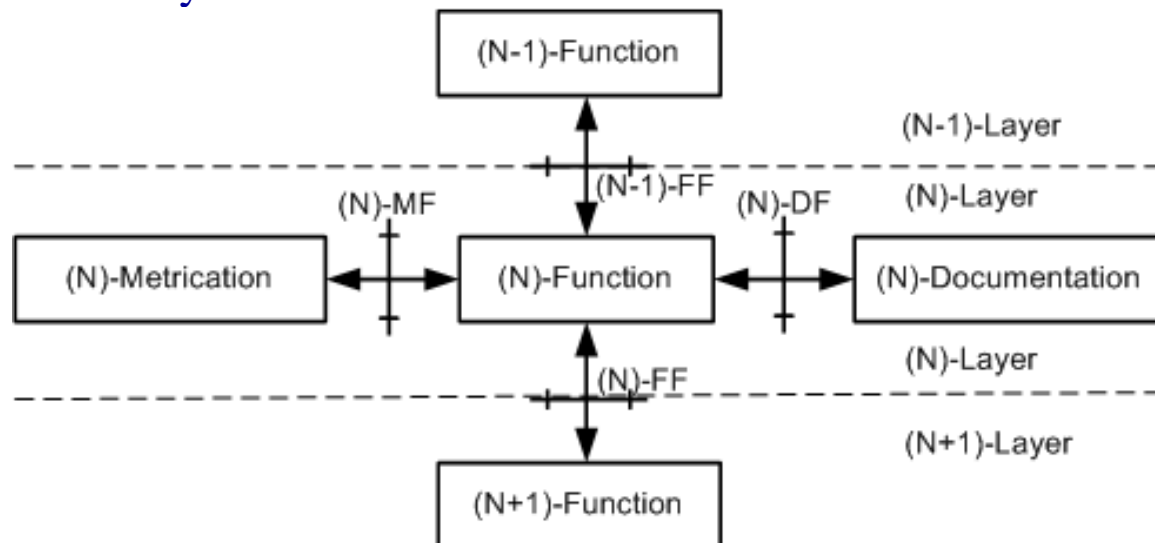 (N-1)-Function
(N-1)-Layer
(N-1)-FF
(N)-Layer
(N)-MF
(N)-DF
(N)-Metrication
(N)-Function
(N)-Documentation
(N)-Layer
(N)-FF
(N+1)-Layer
(N+1)-Function